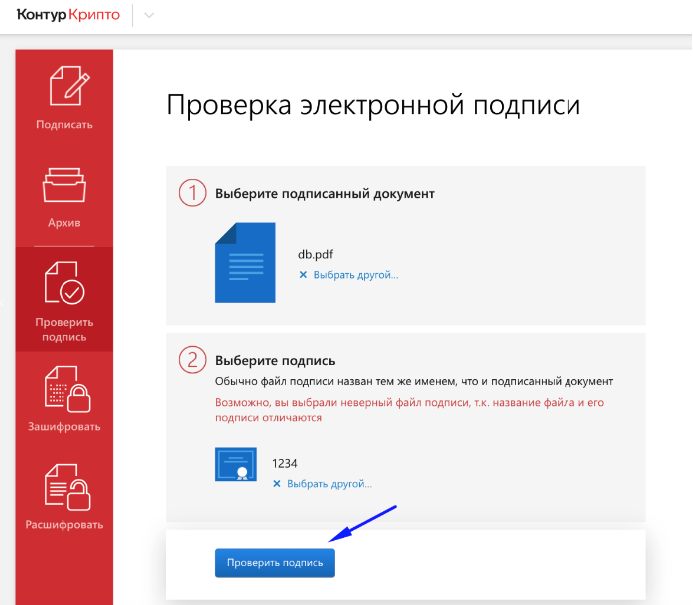 Контур Крипто
Подписать
Архив
Проверить
подпись
Зашифровать
Расшифровать
Проверка электронной подписи
1 Выберите подписанный документ
db.pdf
× Выбрать другой...
2 Выберите подпись
Обычно файл подписи назван тем же именем, что и подписанный документ
Возможно, вы выбрали неверный файл подписи, т.к. название файла и его
подписи отличаются
1234
× Выбрать другой...
Проверить подпись